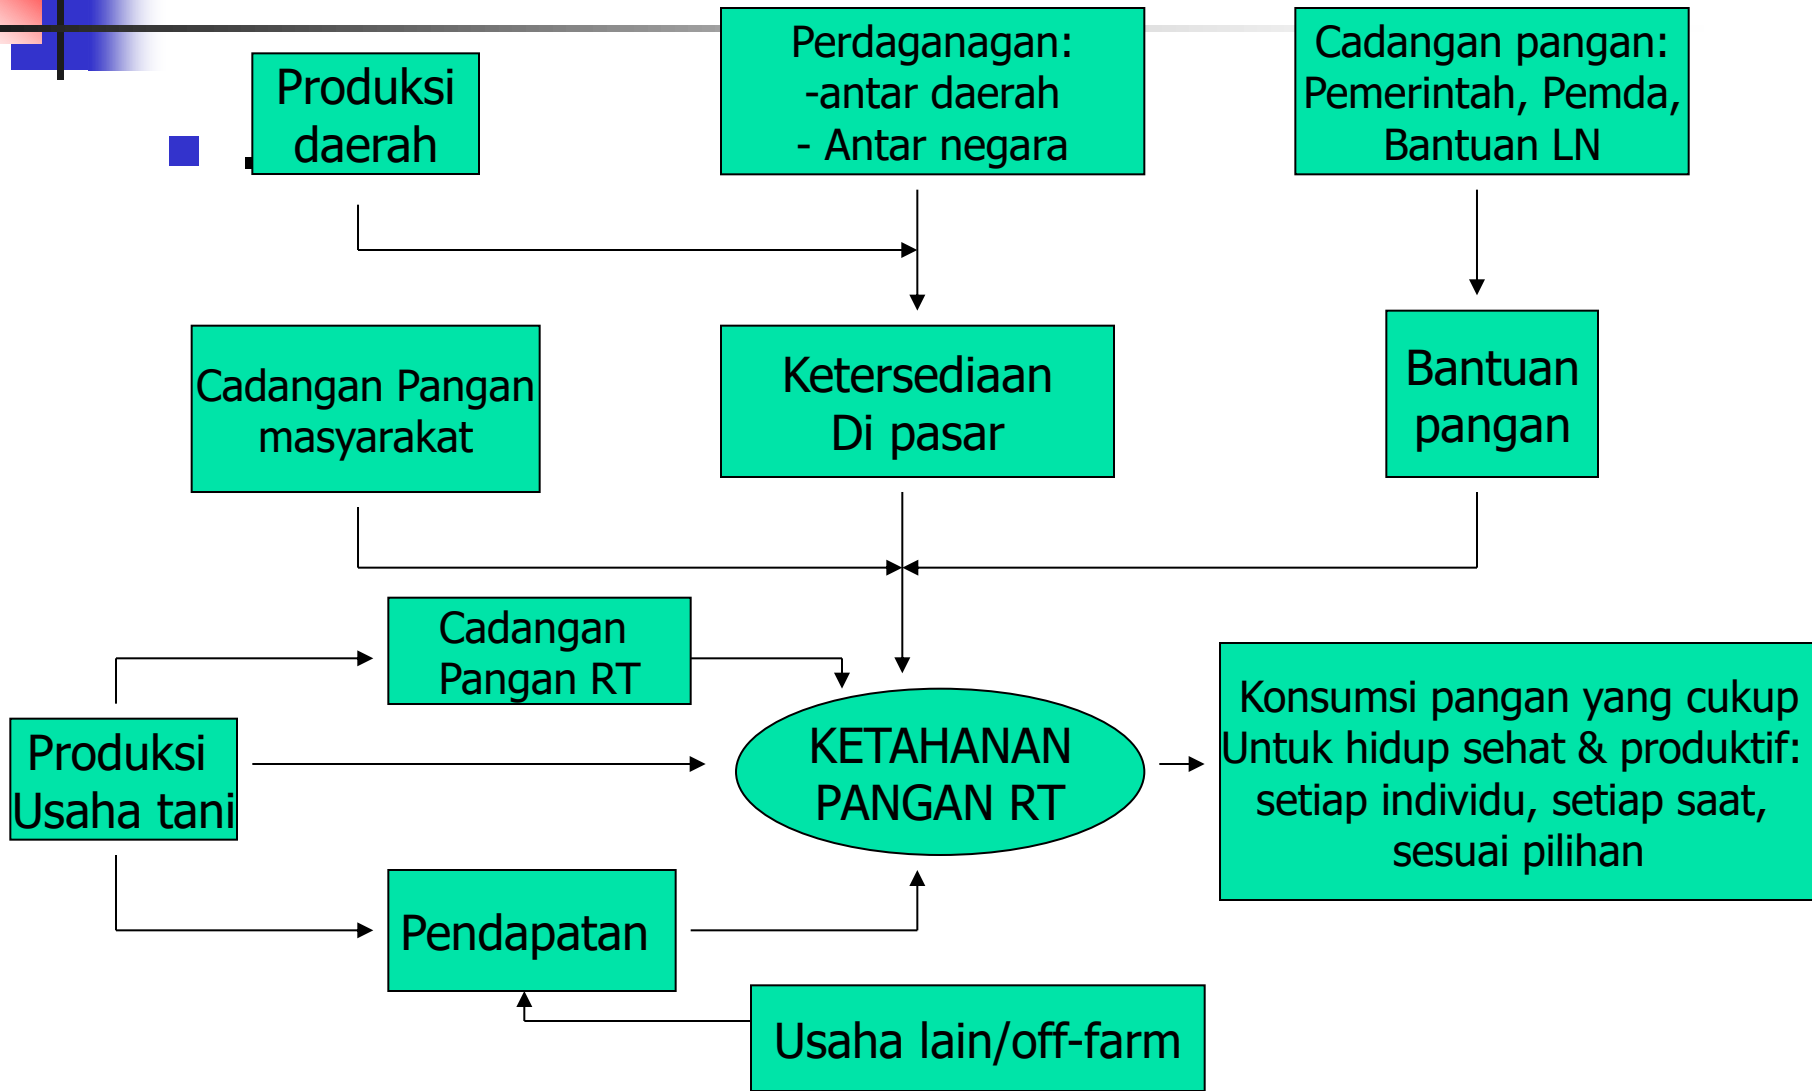 Produksi
daerah
.
Perdaganagan:
-antar daerah
- Antar negara
Cadangan pangan:
Pemerintah, Pemda,
Bantuan LN
Cadangan Pangan
masyarakat
Ketersediaan
Di pasar
Bantuan
pangan
Cadangan
Pangan RT
Produksi
Usaha tani
KETAHANAN
PANGAN RT
Konsumsi pangan yang cukup
Untuk hidup sehat & produktif:
setiap individu, setiap saat,
sesuai pilihan
Pendapatan
Usaha lain/off-farm